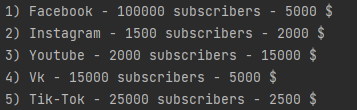 1) Facebook - 100000 subscribers - 5000 $
2) Instagram - 1500 subscribers - 2000 $
3) Youtube - 2000 subscribers - 15000 $
4) Vk - 15000 subscribers - 5000 $
5) Tik-Tok - 25000 subscribers - 2500 $